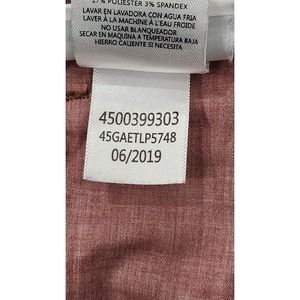 27% POLIESTER 3% SPANDEX
LAVAR EN LAVADORA CON AGUA FRIA
LAVER À LA MACHINE À L'EAU FROIDE
NO USAR BLANQUEADOR
SECAR EN MAQUINA A TEMPERATURA BAJA
HIERRO CALIENTE SI NECESITA
4500399303
45GAETLP5748
06/2019